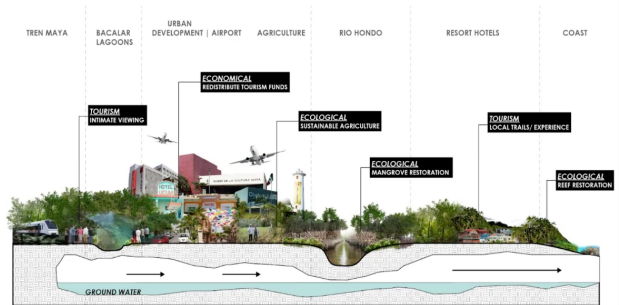 TREN MAYA
BACALAR
LAGOONS
URBAN
DEVELOPMENT | AIRPORT
AGRICULTURE
RIO HONDO
RESORT HOTELS
COAST
ECONOMICAL
REDISTRIBUTE TOURISM FUNDS
TOURISM
INTIMATE VIEWING
ECOLOGICAL
SUSTAINABLE AGRICULTURE
TOURISM
LOCAL TRAILS/ EXPERIENCE
ECOLOGICAL
MANGROVE RESTORATION
ECOLOGICAL
REEF RESTORATION
HOTEL
GROUND WATER